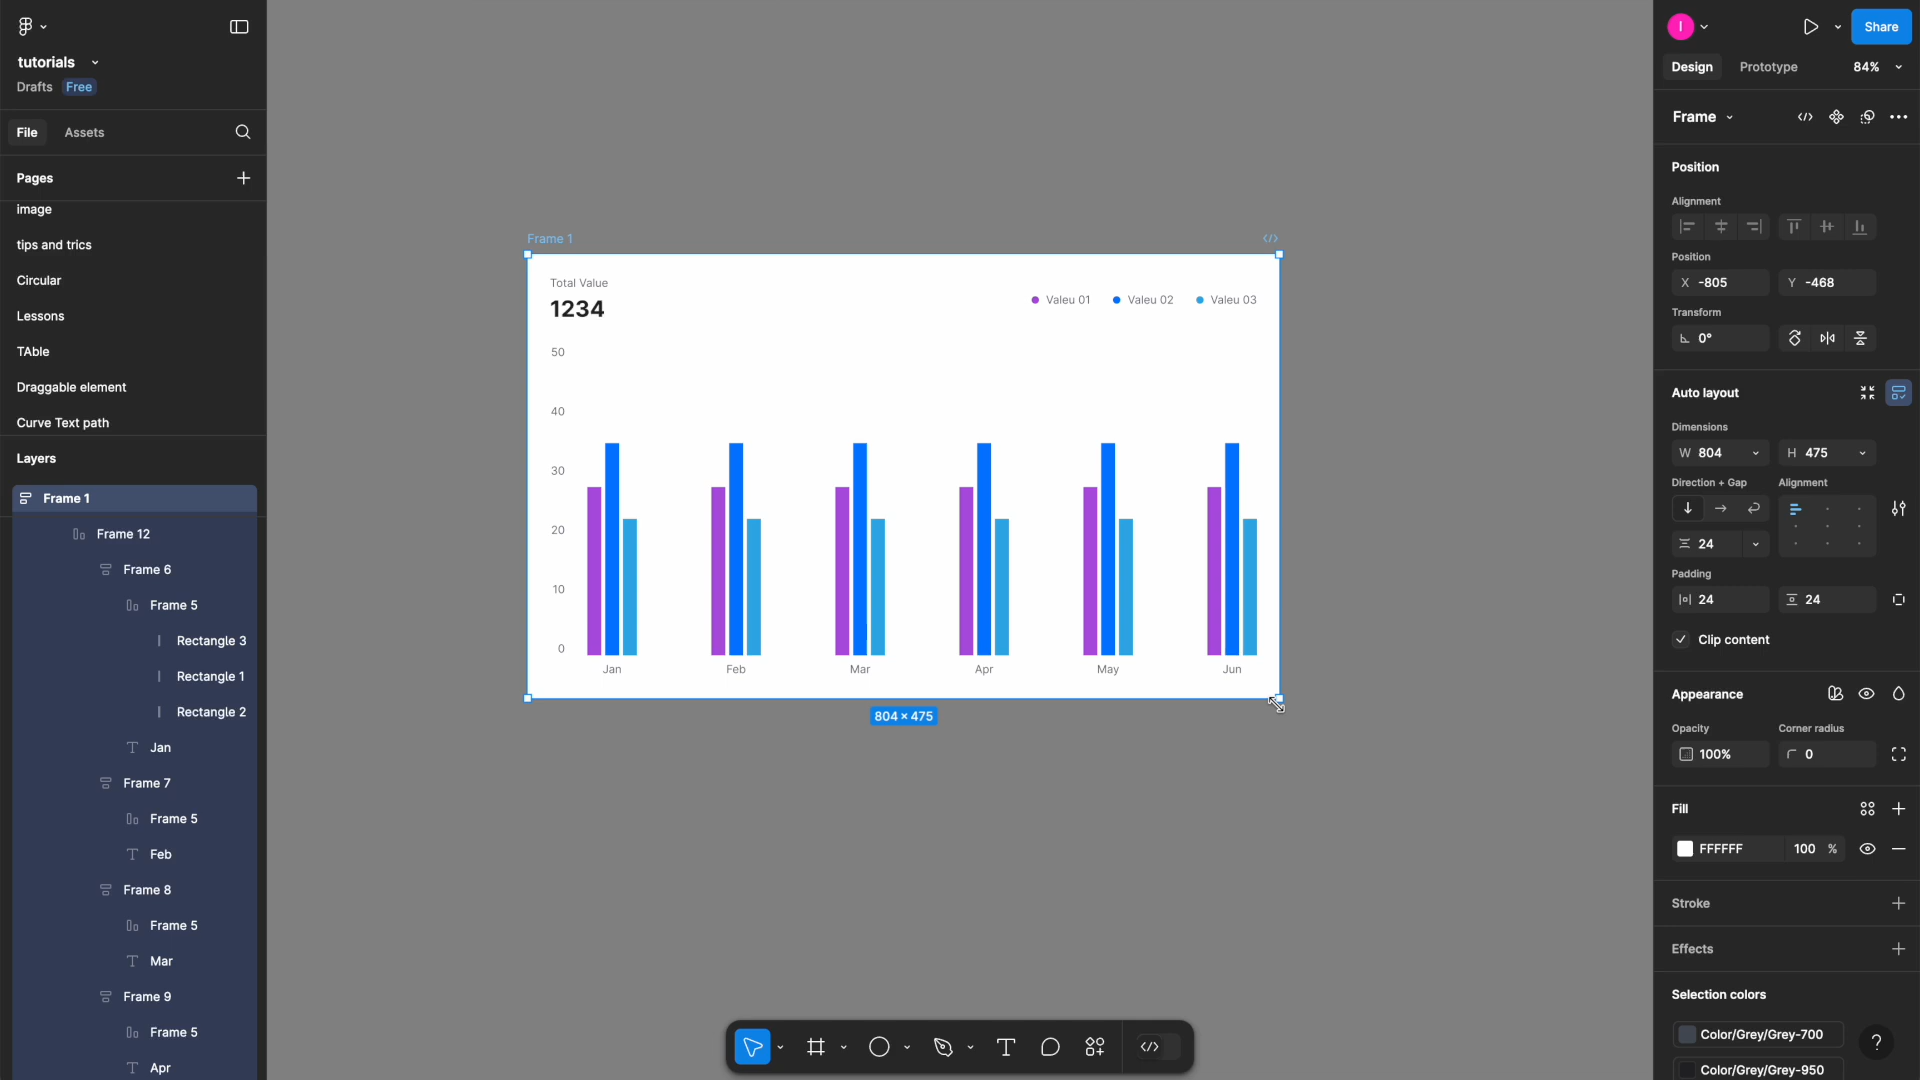 tutorials
Drafts Free
File Assets
Pages
image
tips and trics
Circular
Lessons
TAble
Draggable element
Curve Text path
Layers
Frame 1
Frame 12
Frame 6
Frame 5
Rectangle 3
Rectangle 1
Rectangle 2
Jan
Frame 7
Frame 5
Feb
Frame 8
Frame 5
Mar
Frame 9
Frame 5
Apr
Frame 1
Total Value
1234
Valeu 01 Valeu 02 Valeu 03
50
40
30
20
10
0
Jan Feb Mar Apr May Jun
804 × 475
I
Share
Design Prototype 84%
Frame
Position
Alignment
Position
X -805 Y -468
Transform
0°
Auto layout
Dimensions
W 804 H 475
Direction + Gap Alignment
24
Padding
24 24
Clip content
Appearance
Opacity Corner radius
100% 0
Fill
FFFFFF 100 %
Stroke
Effects
Selection colors
Color/Grey/Grey-700
?
Color/Grey/Grey-950